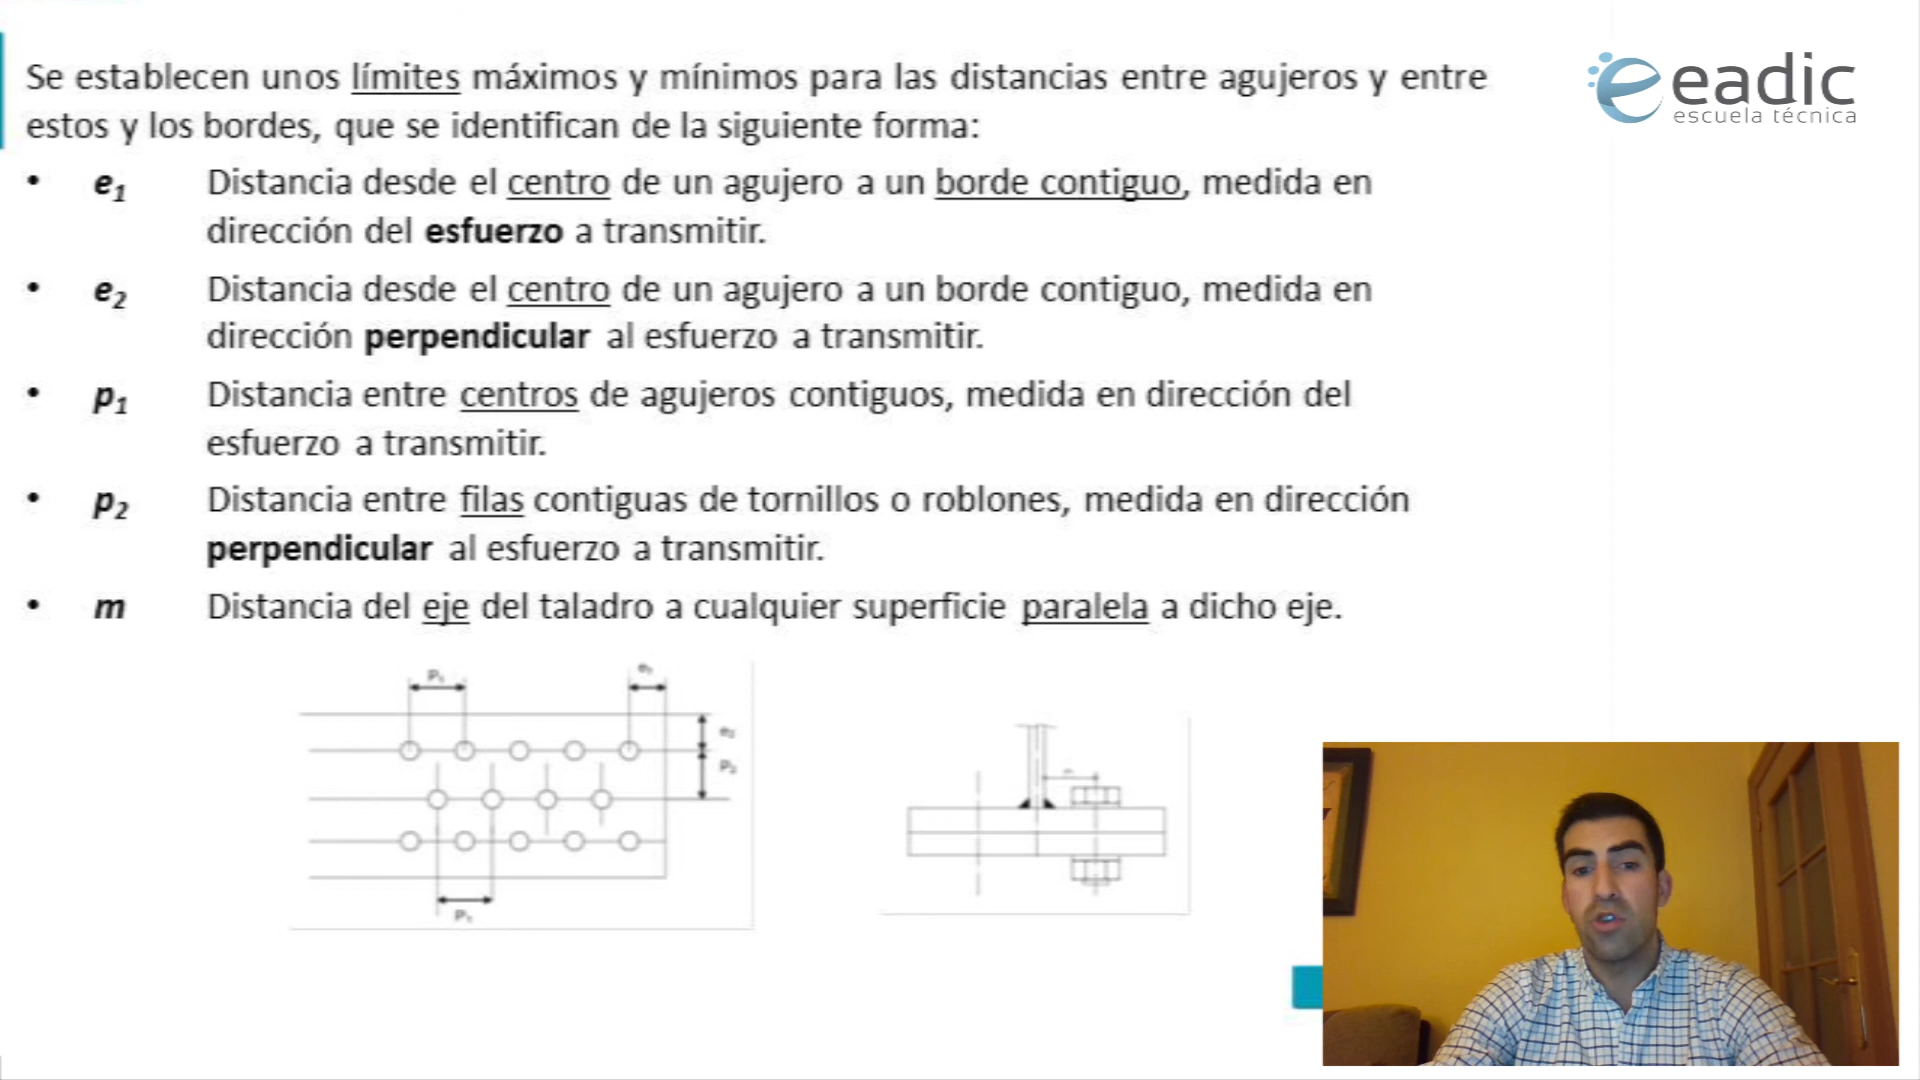 Se establecen unos límites máximos y mínimos para las distancias entre agujeros y entre
estos y los bordes, que se identifican de la siguiente forma:
• e₁ Distancia desde el centro de un agujero a un borde contiguo, medida en
dirección del esfuerzo a transmitir.
• e₂ Distancia desde el centro de un agujero a un borde contiguo, medida en
dirección perpendicular al esfuerzo a transmitir.
• p₁ Distancia entre centros de agujeros contiguos, medida en dirección del
esfuerzo a transmitir.
• p₂ Distancia entre filas contiguas de tornillos o roblones, medida en dirección
perpendicular al esfuerzo a transmitir.
• m Distancia del eje del taladro a cualquier superficie paralela a dicho eje.
eadic
escuela técnica
P₁
e₁
e₂
P₂
P₁